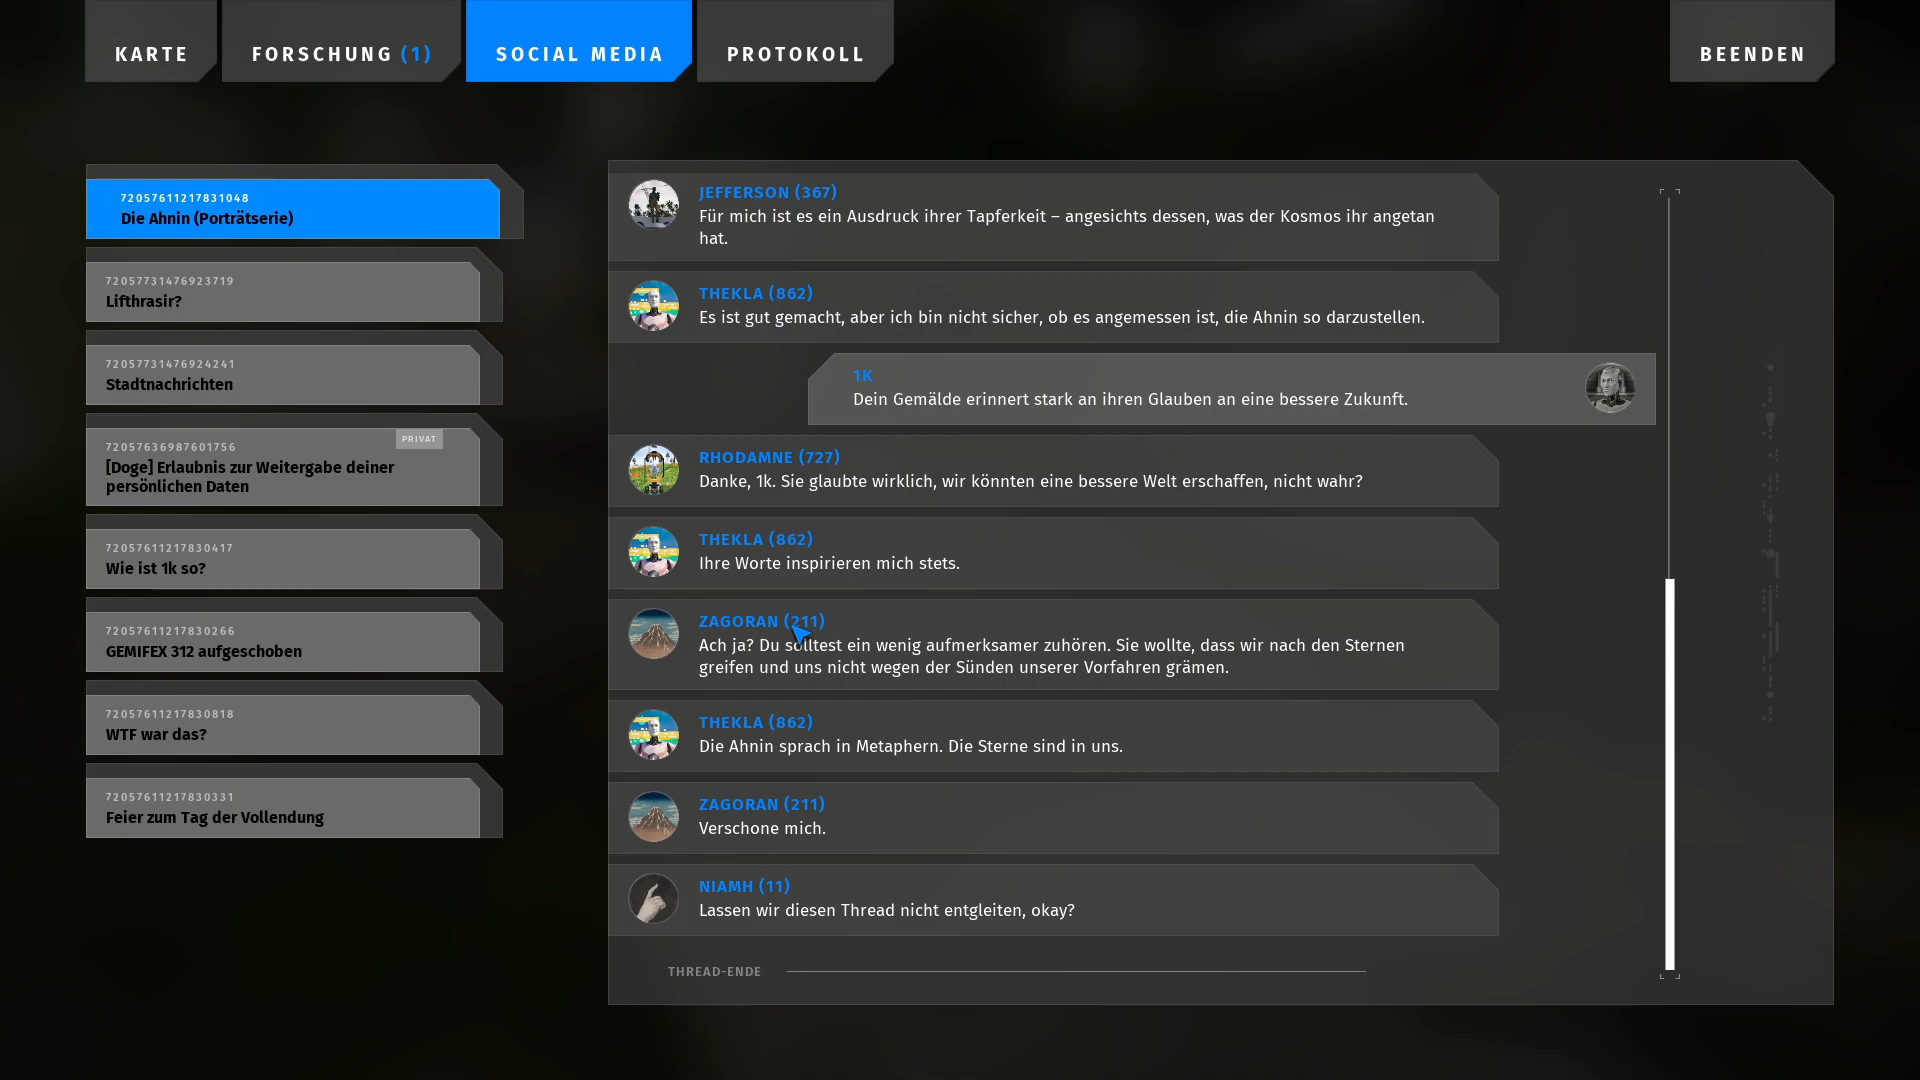 KARTE
FORSCHUNG (1)
SOCIAL MEDIA
PROTOKOLL
BEENDEN
72057611217831048
Die Ahnin (Porträtserie)
72057731476923719
Lifthrasir?
72057731476924241
Stadtnachrichten
PRIVAT
72057636987601756
[Doge] Erlaubnis zur Weitergabe deiner
persönlichen Daten
72057611217830417
Wie ist 1k so?
72057611217830266
GEMIFEX 312 aufgeschoben
72057611217830818
WTF war das?
72057611217830331
Feier zum Tag der Vollendung
JEFFERSON (367)
Für mich ist es ein Ausdruck ihrer Tapferkeit – angesichts dessen, was der Kosmos ihr angetan
hat.
THEKLA (862)
Es ist gut gemacht, aber ich bin nicht sicher, ob es angemessen ist, die Ahnin so darzustellen.
1K
Dein Gemälde erinnert stark an ihren Glauben an eine bessere Zukunft.
RHODAMNE (727)
Danke, 1k. Sie glaubte wirklich, wir könnten eine bessere Welt erschaffen, nicht wahr?
THEKLA (862)
Ihre Worte inspirieren mich stets.
ZAGORAN (211)
Ach ja? Du solltest ein wenig aufmerksamer zuhören. Sie wollte, dass wir nach den Sternen
greifen und uns nicht wegen der Sünden unserer Vorfahren grämen.
THEKLA (862)
Die Ahnin sprach in Metaphern. Die Sterne sind in uns.
ZAGORAN (211)
Verschone mich.
NIAMH (11)
Lassen wir diesen Thread nicht entgleiten, okay?
THREAD-ENDE